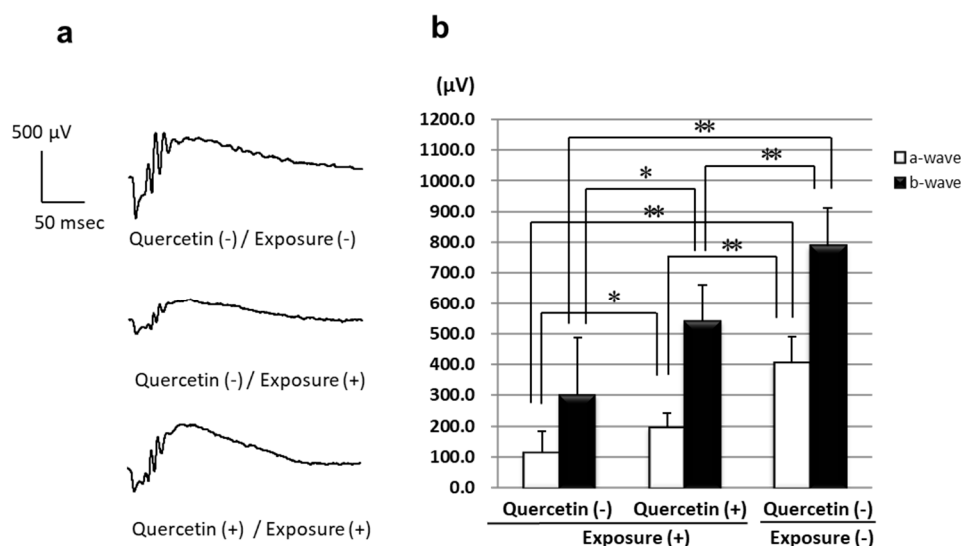 a
500 μV
50 msec
Quercetin (-) / Exposure (-)
Quercetin (-) / Exposure (+)
Quercetin (+) / Exposure (+)
b
(μV)
1200.0
1100.0
1000.0
900.0
800.0
700.0
600.0
500.0
400.0
300.0
200.0
100.0
0.0
**
**
*
**
**
*
a-wave
b-wave
Quercetin (-) Quercetin (+) Quercetin (-)
Exposure (+) Exposure (-)